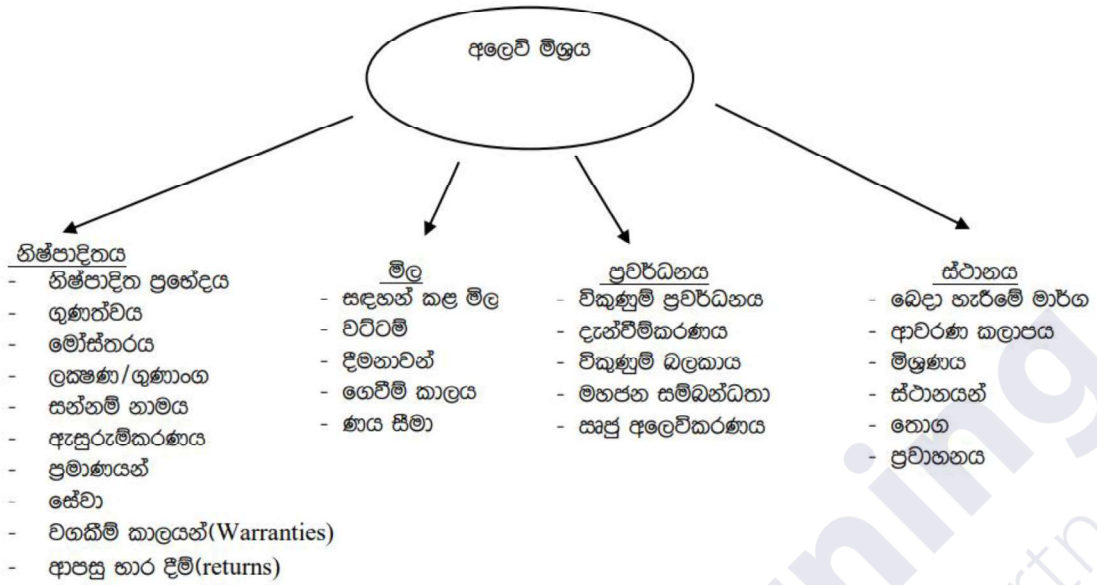 අලෙවි මිශ්‍රය
නිෂ්පාදිතය
- නිෂ්පාදිත ප්‍රභේදය
- ගුණත්වය
- මෝස්තරය
- ලක්‍ෂණ/ගුණාංග
- සන්නම් නාමය
- ඇසුරුම්කරණය
- ප්‍රමාණයන්
- සේවා
- වගකීම් කාලයන්(Warranties)
- ආපසු භාර දීම්(returns)
මිල
- සඳහන් කළ මිල
- වට්ටම්
- දීමනාවන්
- ගෙවීම් කාලය
- ණය සීමා
ප්‍රවර්ධනය
- විකුණුම් ප්‍රවර්ධනය
- දැන්වීම්කරණය
- විකුණුම් බලකාය
- මහජන සම්බන්ධතා
- සෘජු අලෙවිකරණය
ස්ථානය
- බෙදා හැරීමේ මාර්ග
- ආවරණ කලාපය
- මිශ්‍රණය
- ස්ථානයන්
- තොග
- ප්‍රවාහනය